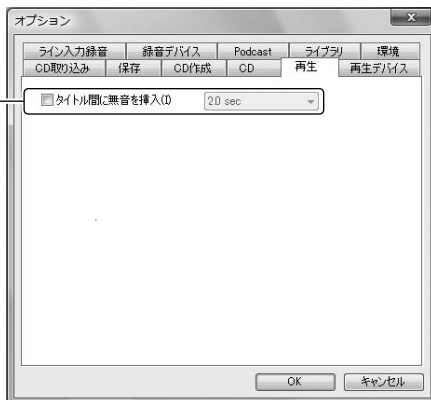 オプション
ライン入力録音 録音デバイス Podcast ライブラリ 環境
CD取り込み 保存 CD作成 CD 再生 再生デバイス
タイトル間に無音を挿入(I) 2.0 sec
OK キャンセル